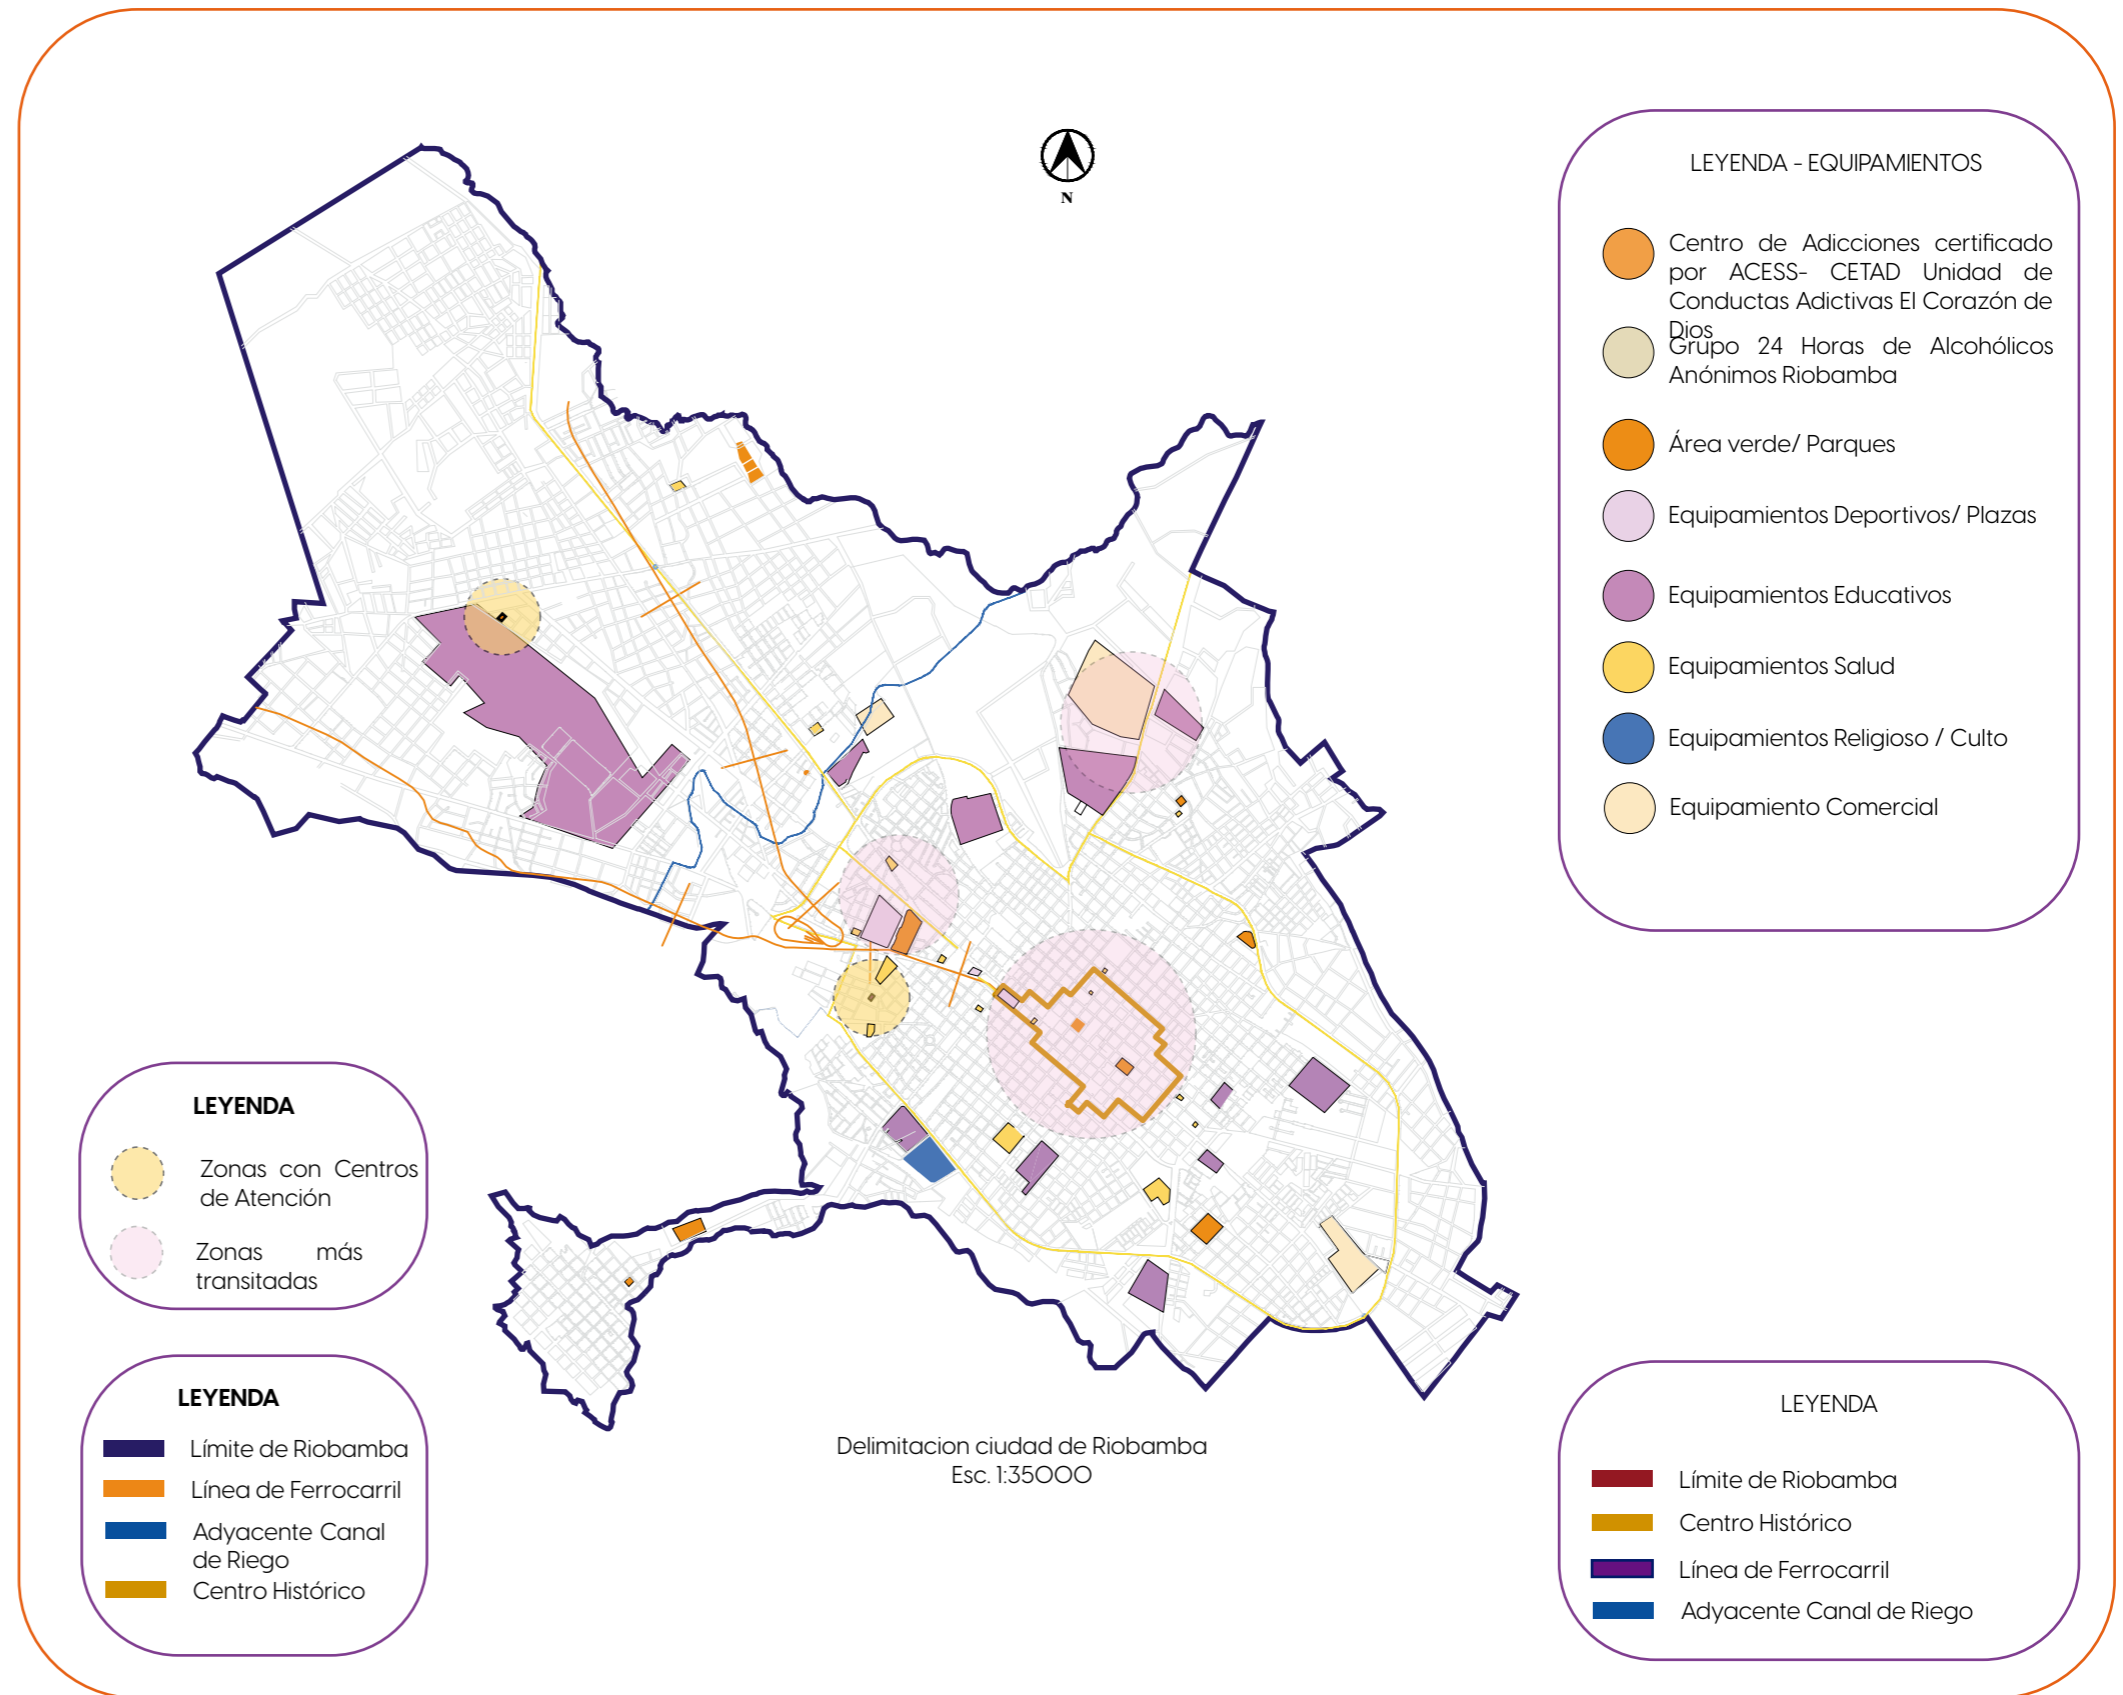 N
LEYENDA - EQUIPAMIENTOS
Centro de Adicciones certificado
por ACESS- CETAD Unidad de
Conductas Adictivas El Corazón de
Dios
Grupo 24 Horas de Alcohólicos
Anónimos Riobamba
Área verde/ Parques
Equipamientos Deportivos/ Plazas
Equipamientos Educativos
Equipamientos Salud
Equipamientos Religioso / Culto
Equipamiento Comercial
LEYENDA
Zonas con Centros
de Atención
Zonas más
transitadas
LEYENDA
Límite de Riobamba
Línea de Ferrocarril
Adyacente Canal
de Riego
Centro Histórico
Delimitacion ciudad de Riobamba
Esc. 1:35000
LEYENDA
Límite de Riobamba
Centro Histórico
Línea de Ferrocarril
Adyacente Canal de Riego